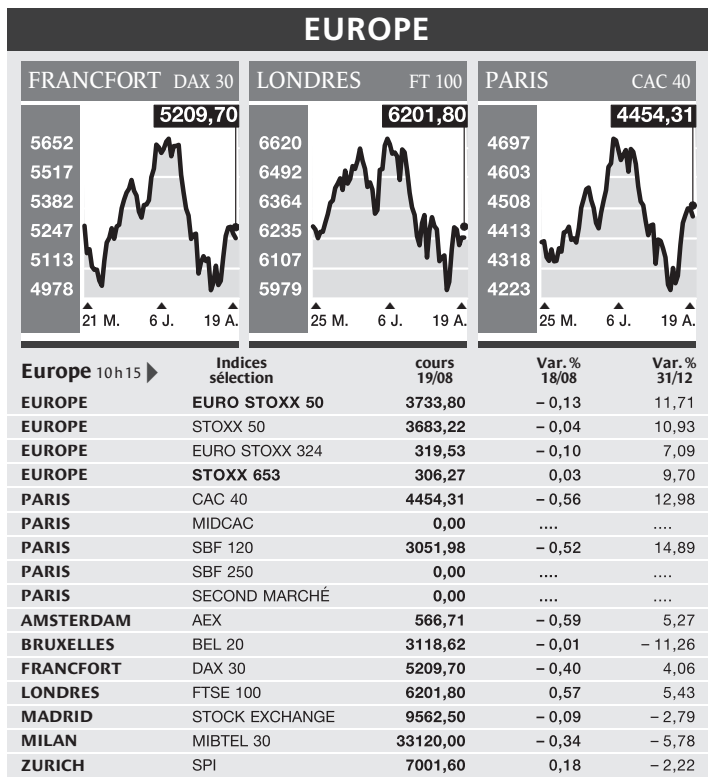 EUROPE
FRANCFORT DAX 30
5209,70
5652
5517
5382
5247
5113
4978
21 M. 6 J. 19 A.
LONDRES FT 100
6201,80
6620
6492
6364
6235
6107
5979
25 M. 6 J. 19 A.
PARIS CAC 40
4454,31
4697
4603
4508
4413
4318
4223
25 M. 6 J. 19 A.
Europe 10h15 Indices sélection cours 19/08 Var. % 18/08 Var. % 31/12
EUROPE EURO STOXX 50 3733,80 – 0,13 11,71
EUROPE STOXX 50 3683,22 – 0,04 10,93
EUROPE EURO STOXX 324 319,53 – 0,10 7,09
EUROPE STOXX 653 306,27 0,03 9,70
PARIS CAC 40 4454,31 – 0,56 12,98
PARIS MIDCAC 0,00 .... ....
PARIS SBF 120 3051,98 – 0,52 14,89
PARIS SBF 250 0,00 .... ....
PARIS SECOND MARCHÉ 0,00 .... ....
AMSTERDAM AEX 566,71 – 0,59 5,27
BRUXELLES BEL 20 3118,62 – 0,01 – 11,26
FRANCFORT DAX 30 5209,70 – 0,40 4,06
LONDRES FTSE 100 6201,80 0,57 5,43
MADRID STOCK EXCHANGE 9562,50 – 0,09 – 2,79
MILAN MIBTEL 30 33120,00 – 0,34 – 5,78
ZURICH SPI 7001,60 0,18 – 2,22